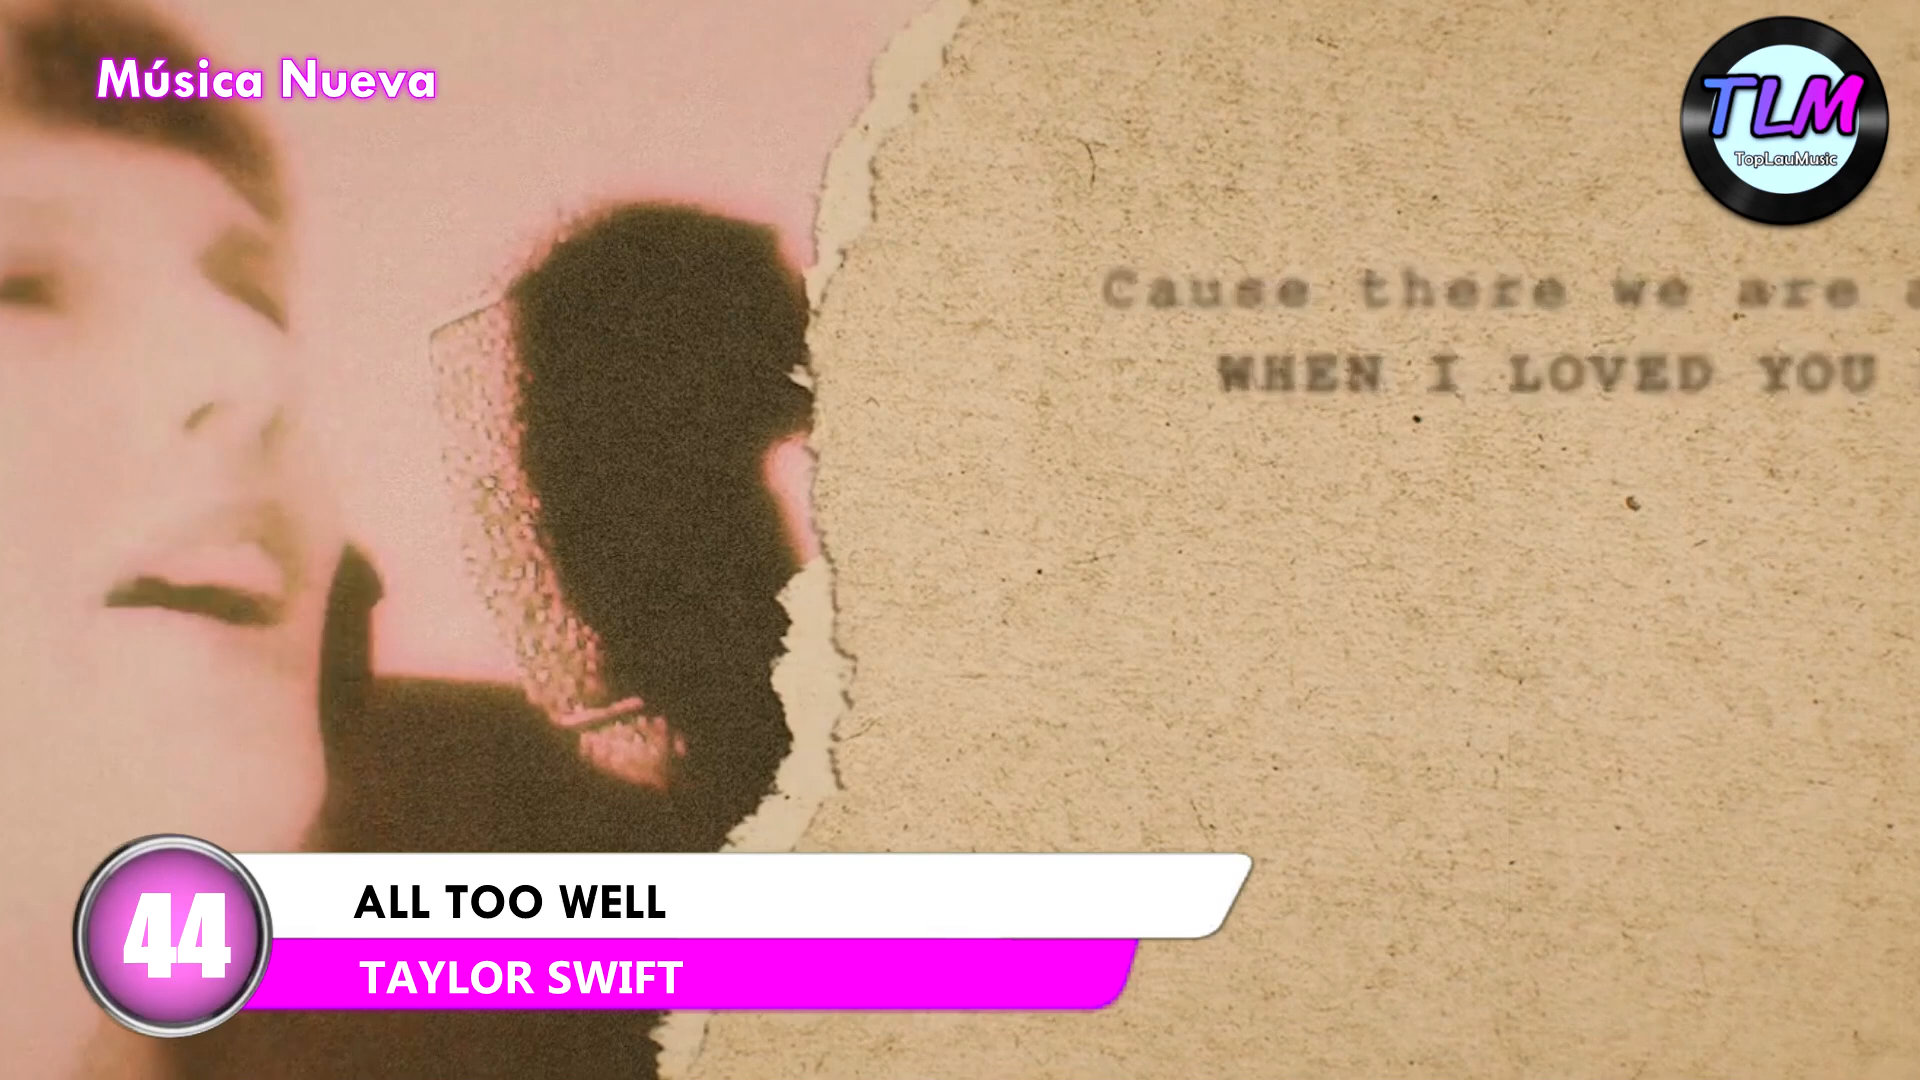 Música Nueva
TLM
TopLauMusic
Cause there we are
WHEN I LOVED YOU
44
ALL TOO WELL
TAYLOR SWIFT